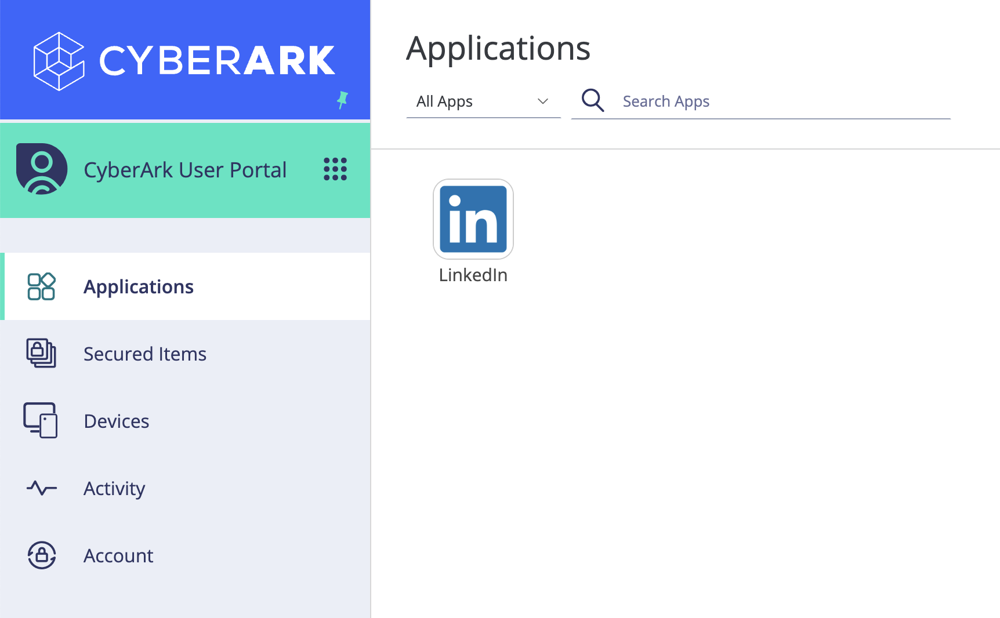 CYBERARK
CyberArk User Portal
Applications
Secured Items
Devices
Activity
Account
Applications
All Apps
Search Apps
in
LinkedIn